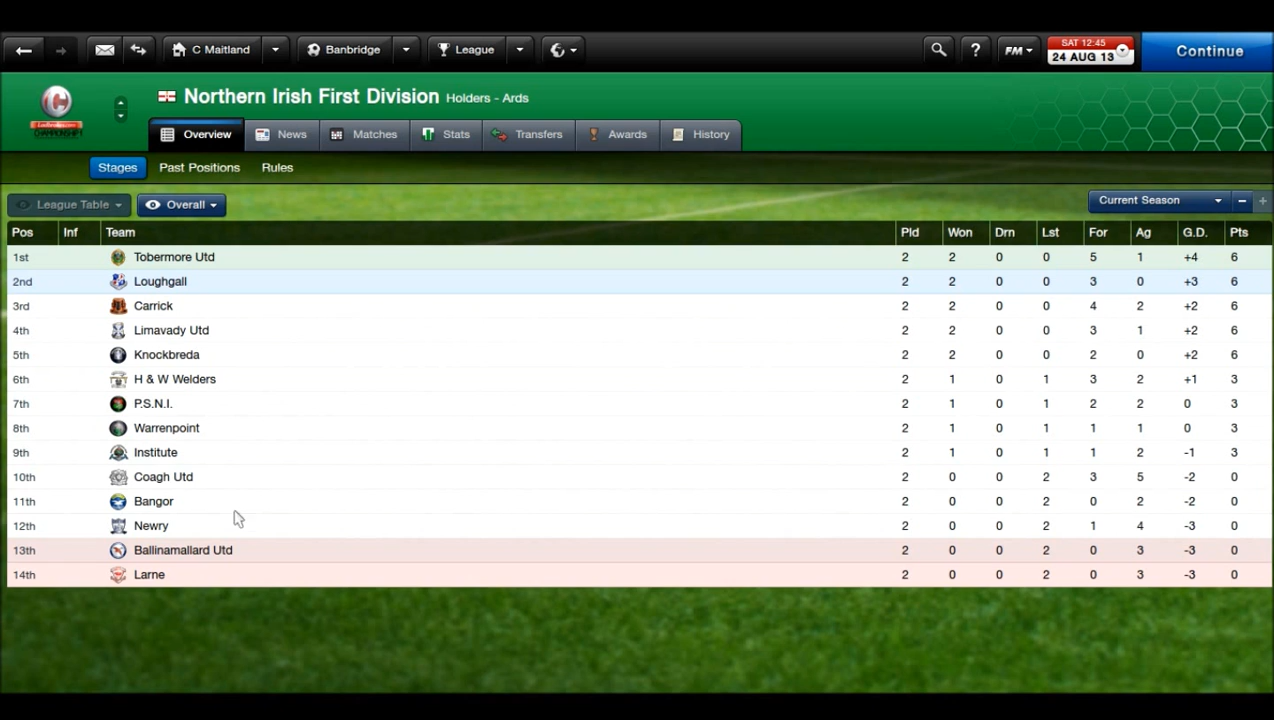 C Maitland Banbridge League ? FM SAT 12:45 24 AUG 13 Continue
Northern Irish First Division Holders - Ards
Overview News Matches Stats Transfers Awards History
Stages Past Positions Rules
League Table Overall Current Season
Pos Inf Team Pld Won Drn Lst For Ag G.D. Pts
1st Tobermore Utd 2 2 0 0 5 1 +4 6
2nd Loughgall 2 2 0 0 3 0 +3 6
3rd Carrick 2 2 0 0 4 2 +2 6
4th Limavady Utd 2 2 0 0 3 1 +2 6
5th Knockbreda 2 2 0 0 2 0 +2 6
6th H & W Welders 2 1 0 1 3 2 +1 3
7th P.S.N.I. 2 1 0 1 2 2 0 3
8th Warrenpoint 2 1 0 1 1 1 0 3
9th Institute 2 1 0 1 1 2 -1 3
10th Coagh Utd 2 0 0 2 3 5 -2 0
11th Bangor 2 0 0 2 0 2 -2 0
12th Newry 2 0 0 2 1 4 -3 0
13th Ballinamallard Utd 2 0 0 2 0 3 -3 0
14th Larne 2 0 0 2 0 3 -3 0